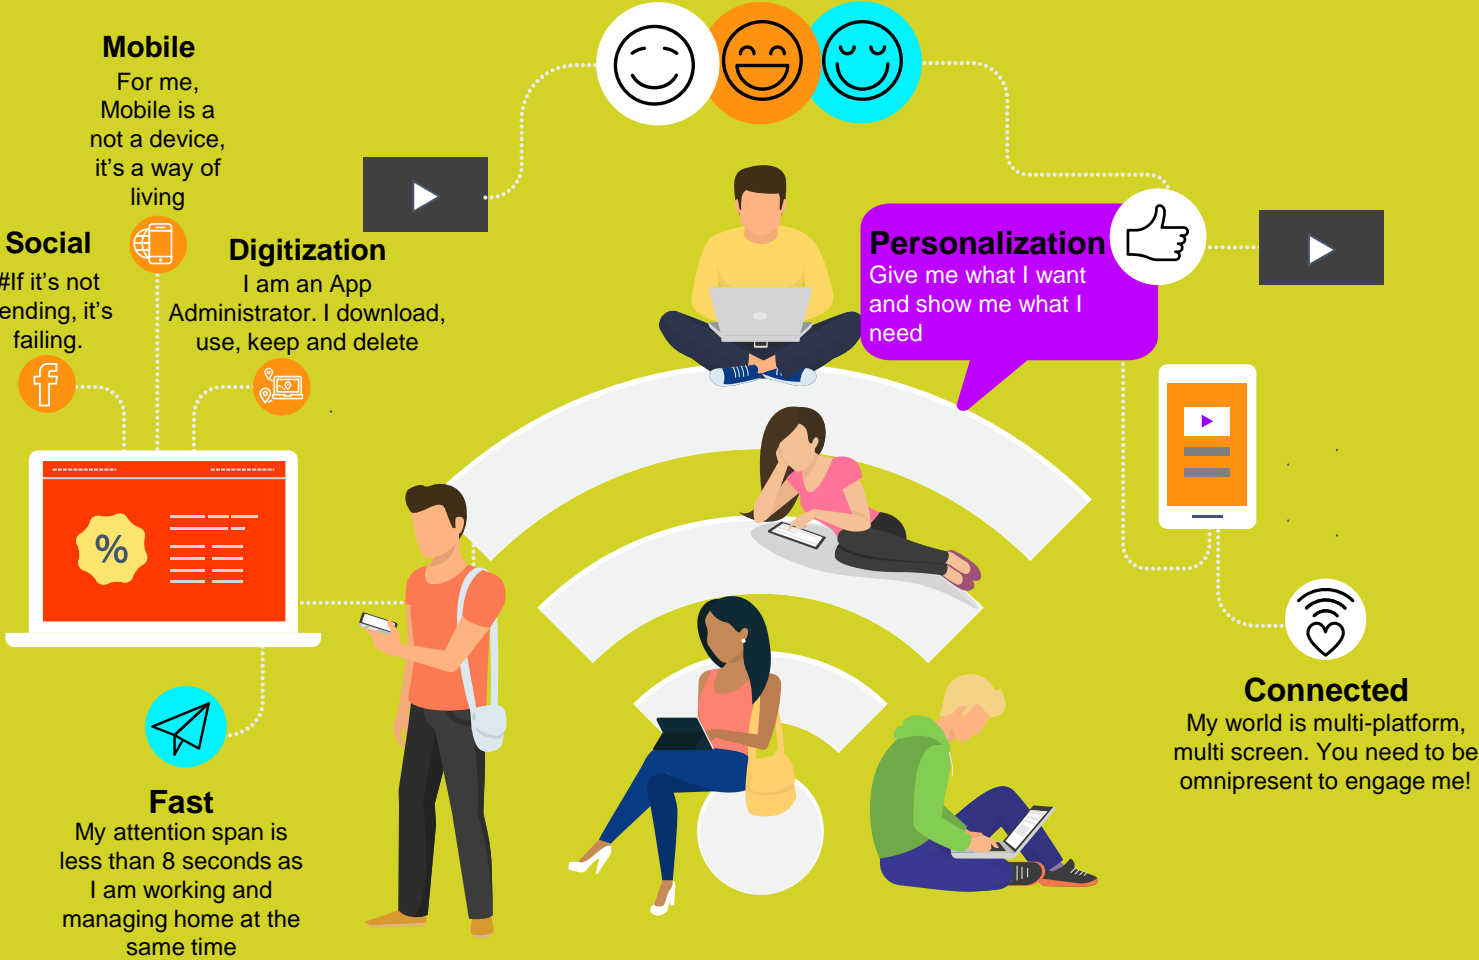 Mobile
For me,
Mobile is a
not a device,
it's a way of
living
Social
#If it's not
ending, it's
failing.
Digitization
I am an App
Administrator. I download,
use, keep and delete
Personalization
Give me what I want
and show me what I
need
%
Fast
My attention span is
less than 8 seconds as
I am working and
managing home at the
same time
Connected
My world is multi-platform,
multi screen. You need to be
omnipresent to engage me!